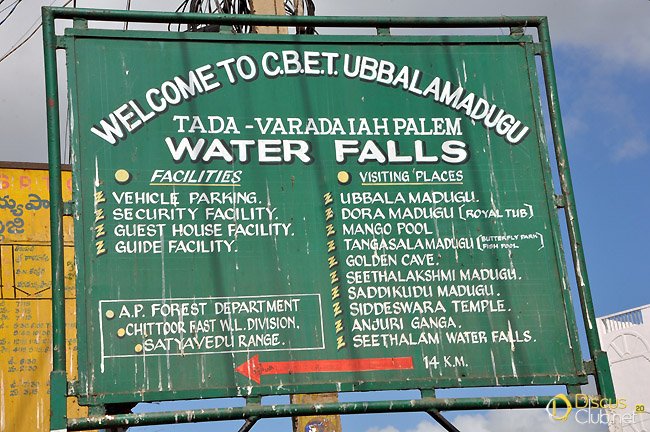 WELCOME TO C.B.E.T. UBBALAMADUGU
TADA - VARADAIAH PALEM
WATER FALLS
FACILITIES
VEHICLE PARKING.
SECURITY FACILITY.
GUEST HOUSE FACILITY.
GUIDE FACILITY.
VISITING PLACES
UBBALA MADUGU.
DORA MADUGU (ROYAL TUB)
MANGO POOL
TANGASALAMADUGU (BUTTERFLY PARK
FISH POOL)
GOLDEN CAVE.
SEETHALAKSHMI MADUGU.
SADDIKUDU MADUGU.
SIDDESWARA TEMPLE.
ANJURI GANGA.
SEETHALAM WATER FALLS.
A.P. FOREST DEPARTMENT
CHITTOOR EAST W.L. DIVISION.
SATYAVEDU RANGE.
14 K.M.
DISCUS
Club.net